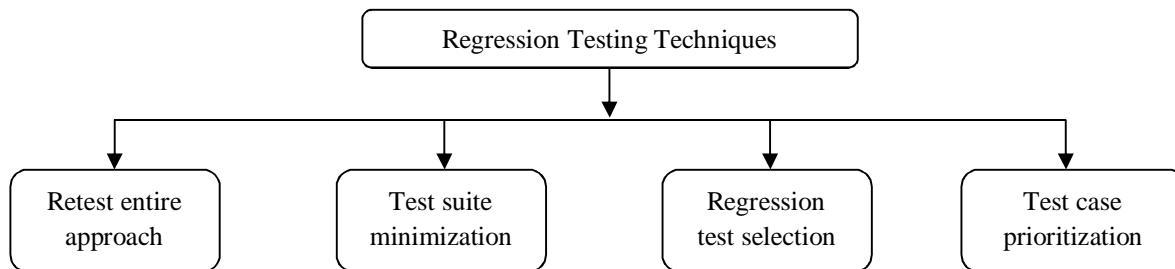 Regression Testing Techniques
Retest entire
approach
Test suite
minimization
Regression
test selection
Test case
prioritization